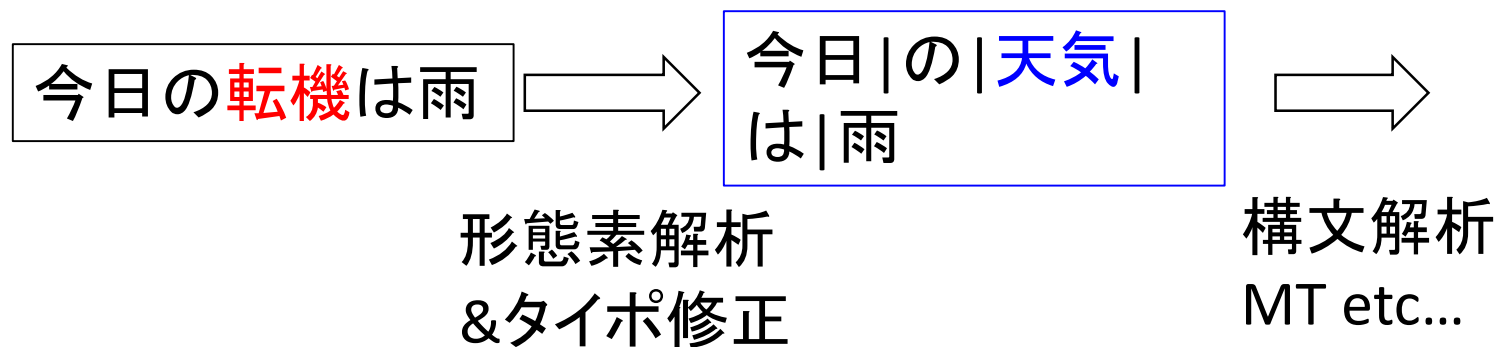 今日の転機は雨
今日|の|天気|
は|雨
形態素解析
&タイポ修正
構文解析
MT etc...